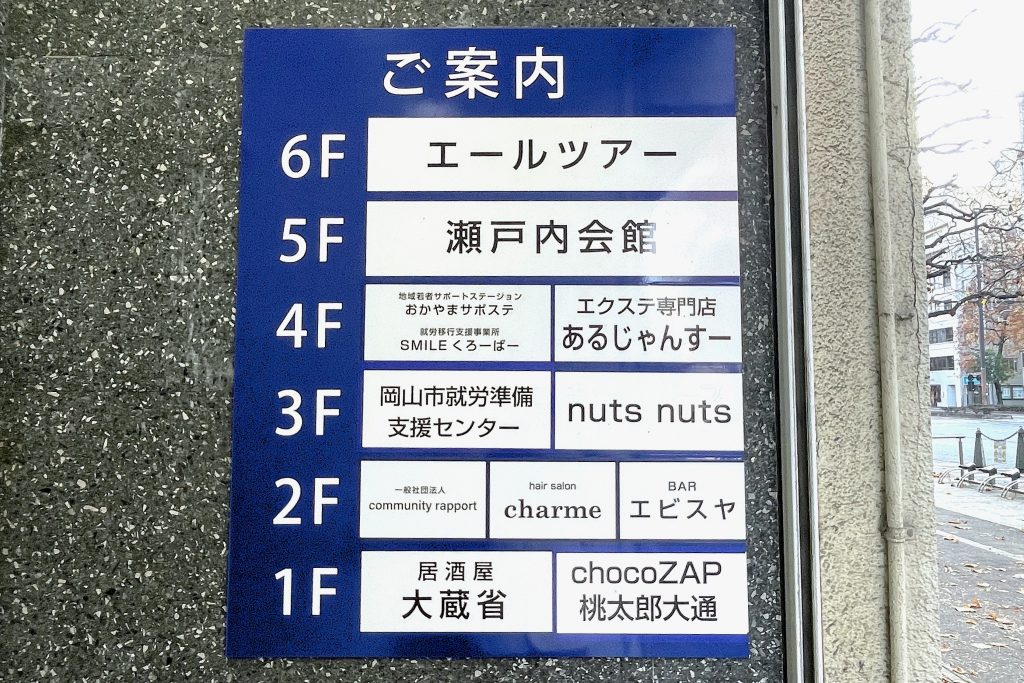 ご案内
6F
エールツアー
5F
瀬戸内会館
4F
地域若者サポートステーション
おかやまサポステ
就労移行支援事業所
SMILEくろーばー
エクステ専門店
あるじゃんすー
3F
岡山市就労準備
支援センター
nuts nuts
2F
一般社団法人
community rapport
hair salon
charme
BAR
エビスヤ
1F
居酒屋
大蔵省
chocoZAP
桃太郎大通